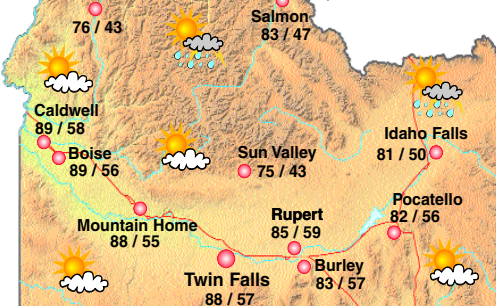 Salmon
83 / 47
76 / 43
Caldwell
89 / 58
Boise
89 / 56
Idaho Falls
81 / 50
Sun Valley
75 / 43
Pocatello
82 / 56
Mountain Home
88 / 55
Rupert
85 / 59
Burley
83 / 57
Twin Falls
88 / 57